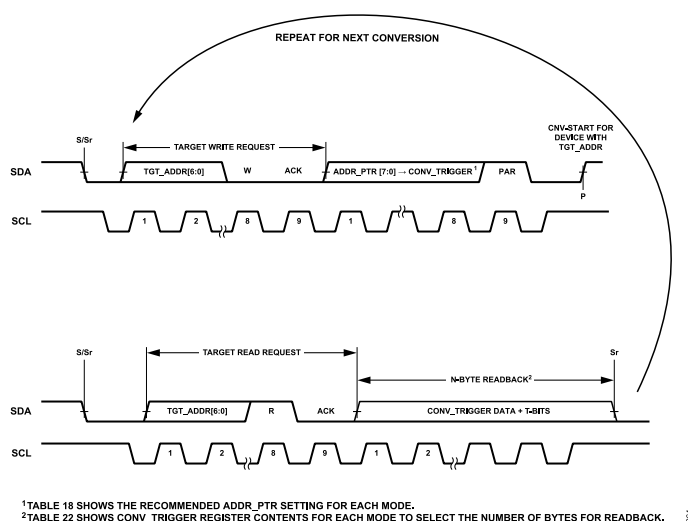 REPEAT FOR NEXT CONVERSION
CNV-START FOR
DEVICE WITH
TGT_ADDR
S/Sr
TARGET WRITE REQUEST
SDA
TGT_ADDR[6:0]
W
ACK
ADDR_PTR [7:0] → CONV_TRIGGER 1
PAR
P
SCL
1
2
8
9
1
8
9
S/Sr
TARGET READ REQUEST
N-BYTE READBACK2
Sr
SDA
TGT_ADDR[6:0]
R
ACK
CONV_TRIGGER DATA + T-BITS
SCL
1
2
8
9
1
2
1TABLE 18 SHOWS THE RECOMMENDED ADDR_PTR SETTING FOR EACH MODE.
2TABLE 22 SHOWS CONV_TRIGGER REGISTER CONTENTS FOR EACH MODE TO SELECT THE NUMBER OF BYTES FOR READBACK.